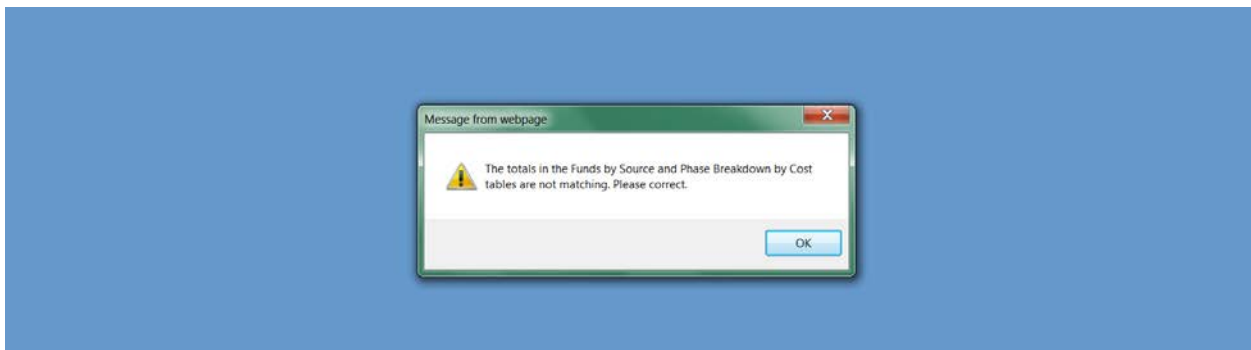 Message from webpage
The totals in the Funds by Source and Phase Breakdown by Cost
tables are not matching. Please correct.
OK